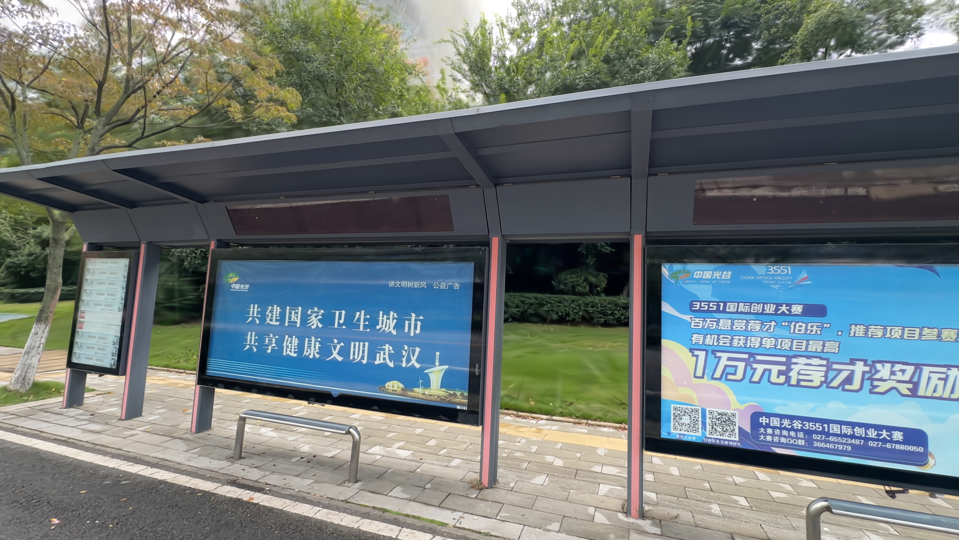 中国光谷
讲文明树新风 公益广告
共建国家卫生城市
共享健康文明武汉
中国光谷
3551
3551国际创业大赛
百万悬赏荐才“伯乐”，推荐项目参赛
有机会获得单项目最高
1万元荐才奖励
中国光谷3551国际创业大赛
大赛咨询电话：027-65523487 027-67880050
大赛咨询QQ群：366467979